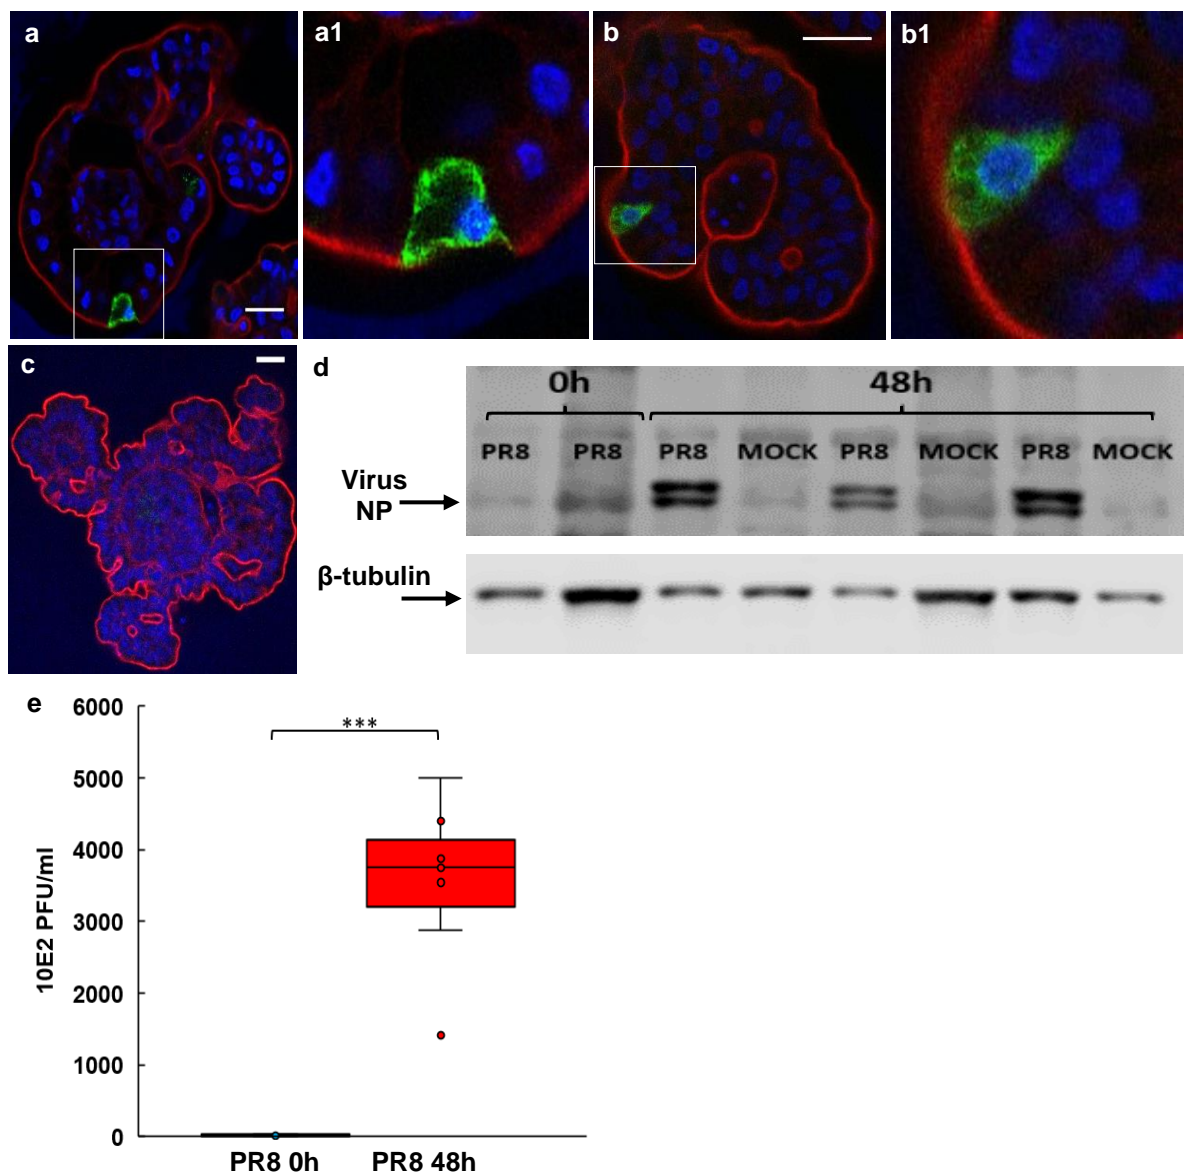 a
a1
b
b1
c
d
0h 48h
PR8 PR8 PR8 MOCK PR8 MOCK PR8 MOCK
Virus
NP
β-tubulin
e
6000
***
5000
4000
3000
2000
1000
0
10E2 PFU/ml
PR8 0h PR8 48h